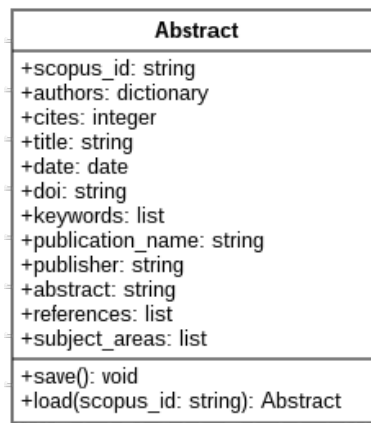 Abstract
+scopus_id: string
+authors: dictionary
+cites: integer
+title: string
+date: date
+doi: string
+keywords: list
+publication_name: string
+publisher: string
+abstract: string
+references: list
+subject_areas: list
+save(): void
+load(scopus_id: string): Abstract